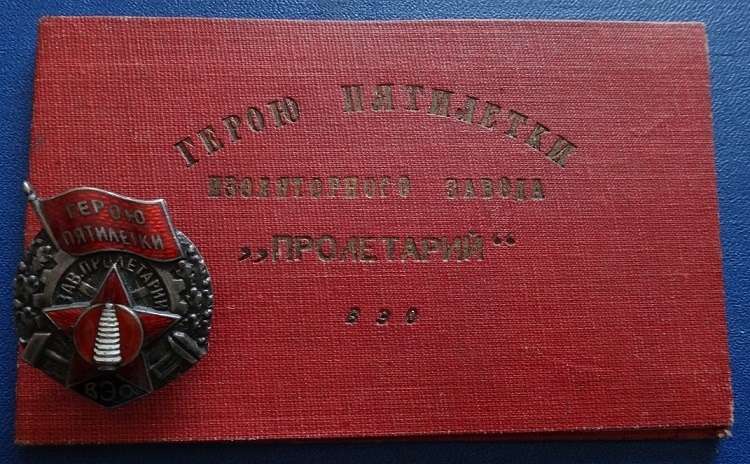 ГЕРОЮ ПЯТИЛЕТКИ
ИЗОЛЯТОРНОГО ЗАВОДА
„ПРОЛЕТАРИЙ“
ВЭО
ГЕРОЮ
ПЯТИЛЕТКИ
ЗАВ. ПРОЛЕТАРИЙ
ВЭО